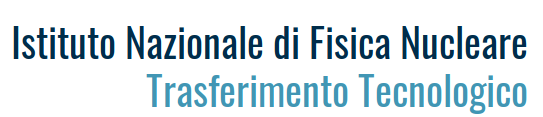 Istituto Nazionale di Fisica Nucleare
Trasferimento Tecnologico